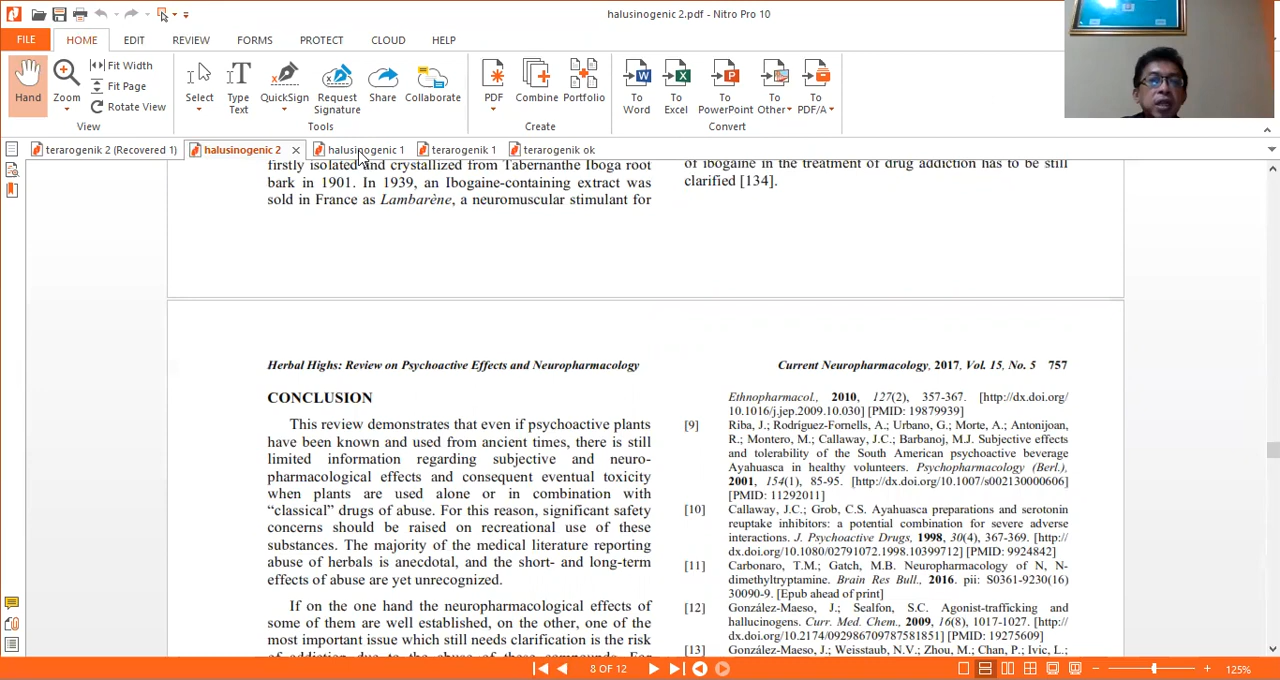 halusinogenic 2.pdf - Nitro Pro 10
FILE HOME EDIT REVIEW FORMS PROTECT CLOUD HELP
Hand
Zoom
Fit Width
Fit Page
Rotate View
View
Select
Type Text
QuickSign
Request Signature
Share
Collaborate
Tools
PDF
Combine
Portfolio
Create
To Word
To Excel
To PowerPoint
To Other
To PDF/A
Convert
terarogenik 2 (Recovered 1)
halusinogenic 2
halusinogenic 1
terarogenik 1
terarogenik ok
firstly isolated and crystallized from Tabernanthe Iboga root
bark in 1901. In 1939, an Ibogaine-containing extract was
sold in France as Lambarène, a neuromuscular stimulant for
of ibogaine in the treatment of drug addiction has to be still
clarified [134].
Herbal Highs: Review on Psychoactive Effects and Neuropharmacology
Current Neuropharmacology, 2017, Vol. 15, No. 5 757
CONCLUSION
This review demonstrates that even if psychoactive plants
have been known and used from ancient times, there is still
limited information regarding subjective and neuro-
pharmacological effects and consequent eventual toxicity
when plants are used alone or in combination with
“classical” drugs of abuse. For this reason, significant safety
concerns should be raised on recreational use of these
substances. The majority of the medical literature reporting
abuse of herbals is anecdotal, and the short- and long-term
effects of abuse are yet unrecognized.
If on the one hand the neuropharmacological effects of
some of them are well established, on the other, one of the
most important issue which still needs clarification is the risk
of addiction due to the abuse of these compounds. For
Ethnopharmacol., 2010, 127(2), 357-367. [http://dx.doi.org/
10.1016/j.jep.2009.10.030] [PMID: 19879939]
[9] Riba, J.; Rodríguez-Fornells, A.; Urbano, G.; Morte, A.; Antonijoan,
R.; Montero, M.; Callaway, J.C.; Barbanoj, M.J. Subjective effects
and tolerability of the South American psychoactive beverage
Ayahuasca in healthy volunteers. Psychopharmacology (Berl.),
2001, 154(1), 85-95. [http://dx.doi.org/10.1007/s002130000606]
[PMID: 11292011]
[10] Callaway, J.C.; Grob, C.S. Ayahuasca preparations and serotonin
reuptake inhibitors: a potential combination for severe adverse
interactions. J. Psychoactive Drugs, 1998, 30(4), 367-369. [http://
dx.doi.org/10.1080/02791072.1998.10399712] [PMID: 9924842]
[11] Carbonaro, T.M.; Gatch, M.B. Neuropharmacology of N, N-
dimethyltryptamine. Brain Res Bull., 2016. pii: S0361-9230(16)
30090-9. [Epub ahead of print]
[12] González-Maeso, J.; Sealfon, S.C. Agonist-trafficking and
hallucinogens. Curr. Med. Chem., 2009, 16(8), 1017-1027. [http://
dx.doi.org/10.2174/092986709787581851] [PMID: 19275609]
[13] González-Maeso, J.; Weisstaub, N.V.; Zhou, M.; Chan, P.; Ivic, L.;
8 OF 12
125%